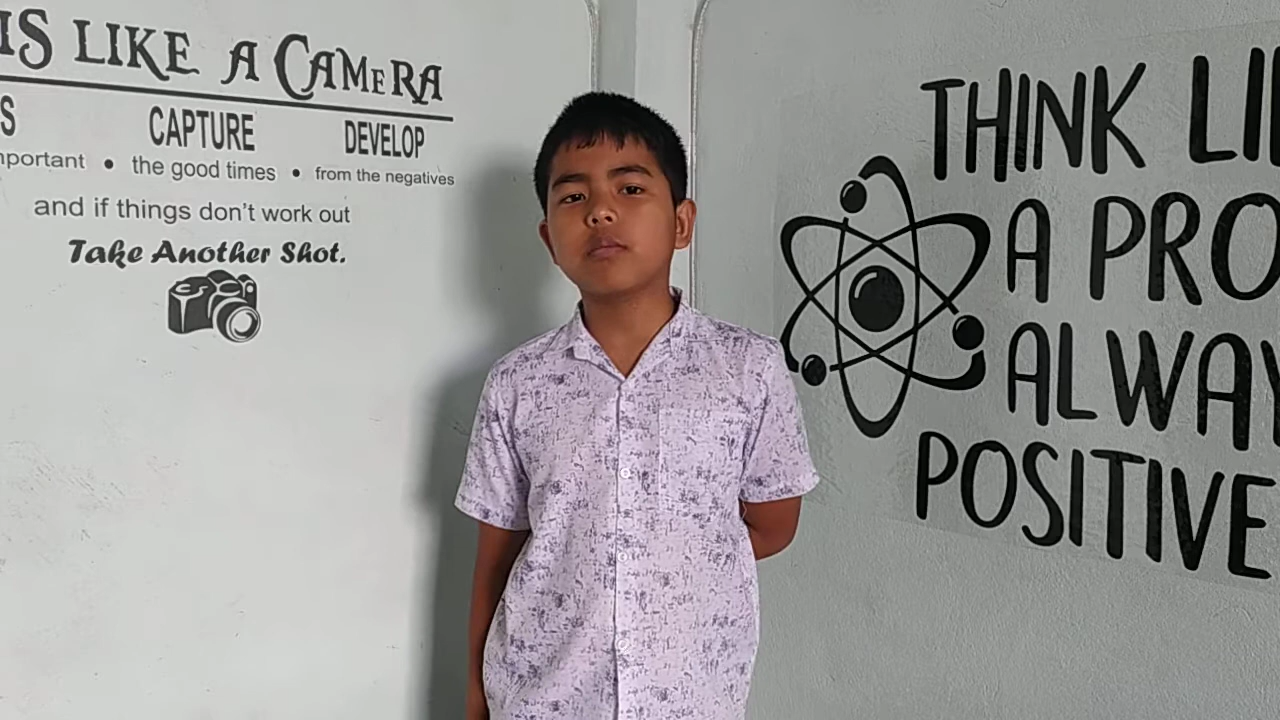 IS LIKE A CAMERA
S CAPTURE DEVELOP
mportant • the good times • from the negatives
and if things don't work out
Take Another Shot.
THINK LI
A PRO
ALWAY
POSITIVE